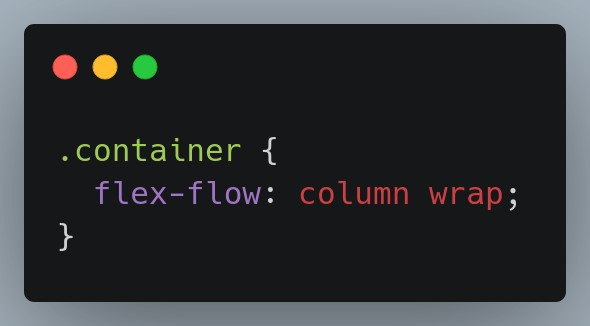 .container {
  flex-flow: column wrap;
}